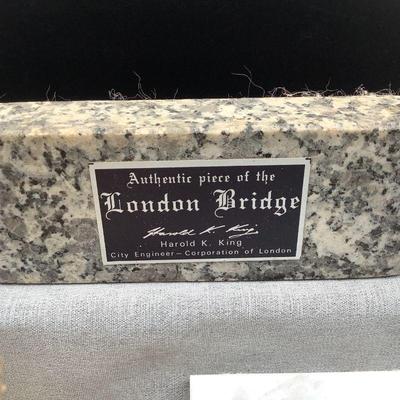 Authentic piece of the
London Bridge
Harold K. King
Harold K. King
City Engineer — Corporation of London